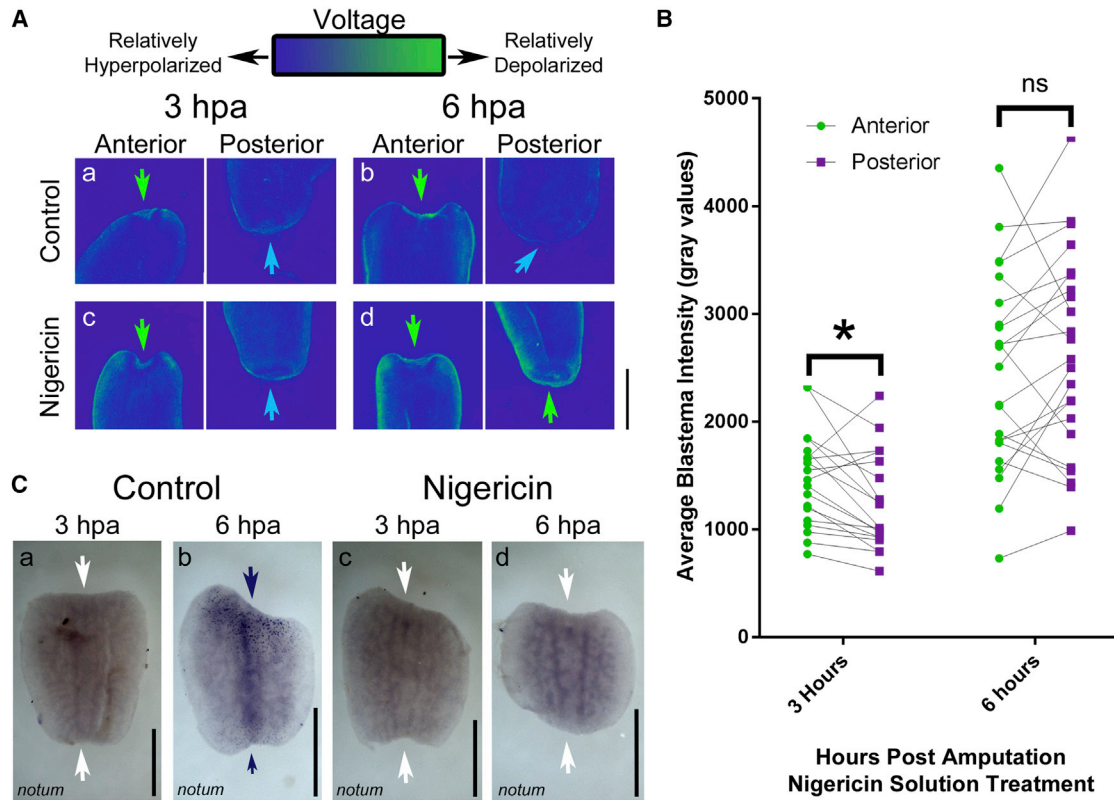 A
Voltage
Relatively Hyperpolarized
Relatively Depolarized
3 hpa
6 hpa
Anterior
Posterior
Anterior
Posterior
Control
a
b
Nigericin
c
d
B
ns
5000
4000
3000
2000
1000
0
Anterior
Posterior
*
Average Blastema Intensity (gray values)
3 Hours
6 hours
Hours Post Amputation
Nigericin Solution Treatment
C
Control
Nigericin
3 hpa
6 hpa
3 hpa
6 hpa
a
b
c
d
notum
notum
notum
notum